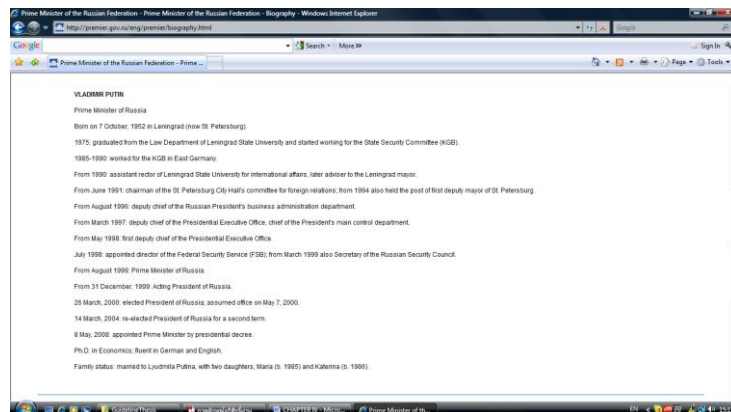 Prime Minister of the Russian Federation - Prime Minister of the Russian Federation - Biography - Windows Internet Explorer
http://premier.gov.ru/eng/premier/biography.html
Google
Google
Search
More »
Sign In
Prime Minister of the Russian Federation - Prime ...
Page
Tools
VLADIMIR PUTIN
Prime Minister of Russia
Born on 7 October, 1952 in Leningrad (now St. Petersburg).
1975: graduated from the Law Department of Leningrad State University and started working for the State Security Committee (KGB).
1985-1990: worked for the KGB in East Germany.
From 1990: assistant rector of Leningrad State University for international affairs, later adviser to the Leningrad mayor.
From June 1991: chairman of the St. Petersburg City Hall's committee for foreign relations; from 1994 also held the post of first deputy mayor of St. Petersburg.
From August 1996: deputy chief of the Russian President's business administration department.
From March 1997: deputy chief of the Presidential Executive Office, chief of the President's main control department.
From May 1998: first deputy chief of the Presidential Executive Office.
July 1998: appointed director of the Federal Security Service (FSB); from March 1999 also Secretary of the Russian Security Council.
From August 1999: Prime Minister of Russia.
From 31 December, 1999: Acting President of Russia.
26 March, 2000: elected President of Russia; assumed office on May 7, 2000.
14 March, 2004: re-elected President of Russia for a second term.
8 May, 2008: appointed Prime Minister by presidential decree.
Ph.D. in Economics; fluent in German and English.
Family status: married to Lyudmila Putina, with two daughters, Maria (b. 1985) and Katerina (b. 1986).
GuidelineThesis
CHAPTER IV - Micro...
Prime Minister of th...
EN